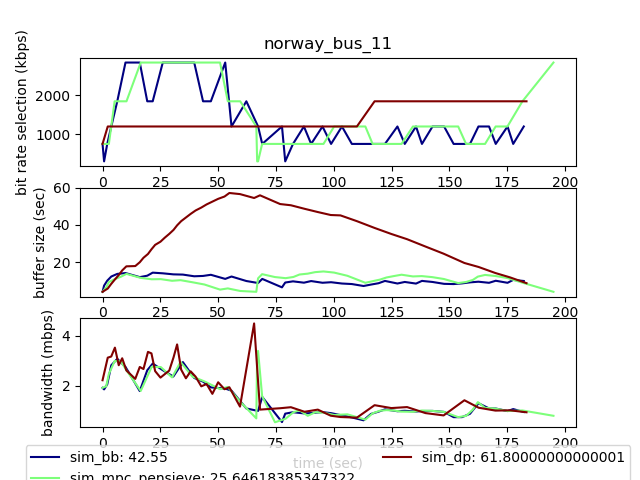 norway_bus_11
bit rate selection (kbps)
2000
1000
0 25 50 75 100 125 150 175 200
buffer size (sec)
60
40
20
0 25 50 75 100 125 150 175 200
bandwidth (mbps)
4
2
0 25 50 75 100 125 150 175 200
time (sec)
sim_bb: 42.55
sim_dp: 61.80000000000001
sim_mpc_pensieve: 25.64618385347322